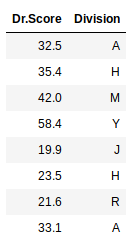 Dr.Score Division
32.5 A
35.4 H
42.0 M
58.4 Y
19.9 J
23.5 H
21.6 R
33.1 A